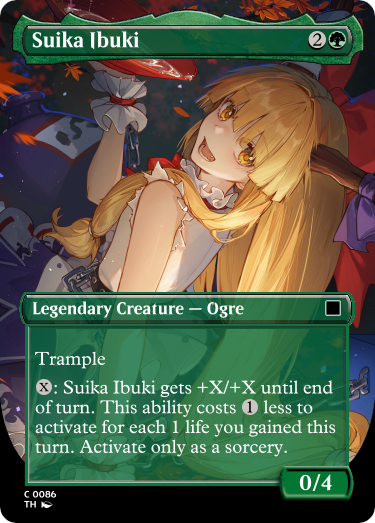 Suika Ibuki 2
Legendary Creature — Ogre
Trample
X: Suika Ibuki gets +X/+X until end
of turn. This ability costs 1 less to
activate for each 1 life you gained this
turn. Activate only as a sorcery.
0/4
C 0086
TH